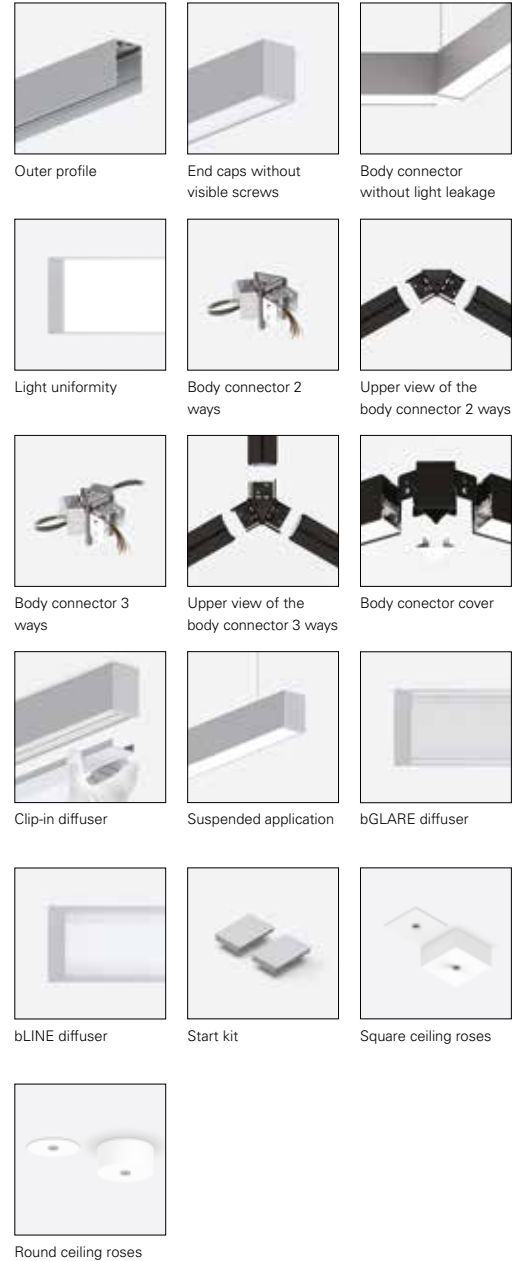 Outer profile
End caps without
visible screws
Body connector
without light leakage
Light uniformity
Body connector 2
ways
Upper view of the
body connector 2 ways
Body connector 3
ways
Upper view of the
body connector 3 ways
Body conector cover
Clip-in diffuser
Suspended application
bGLARE diffuser
bLINE diffuser
Start kit
Square ceiling roses
Round ceiling roses